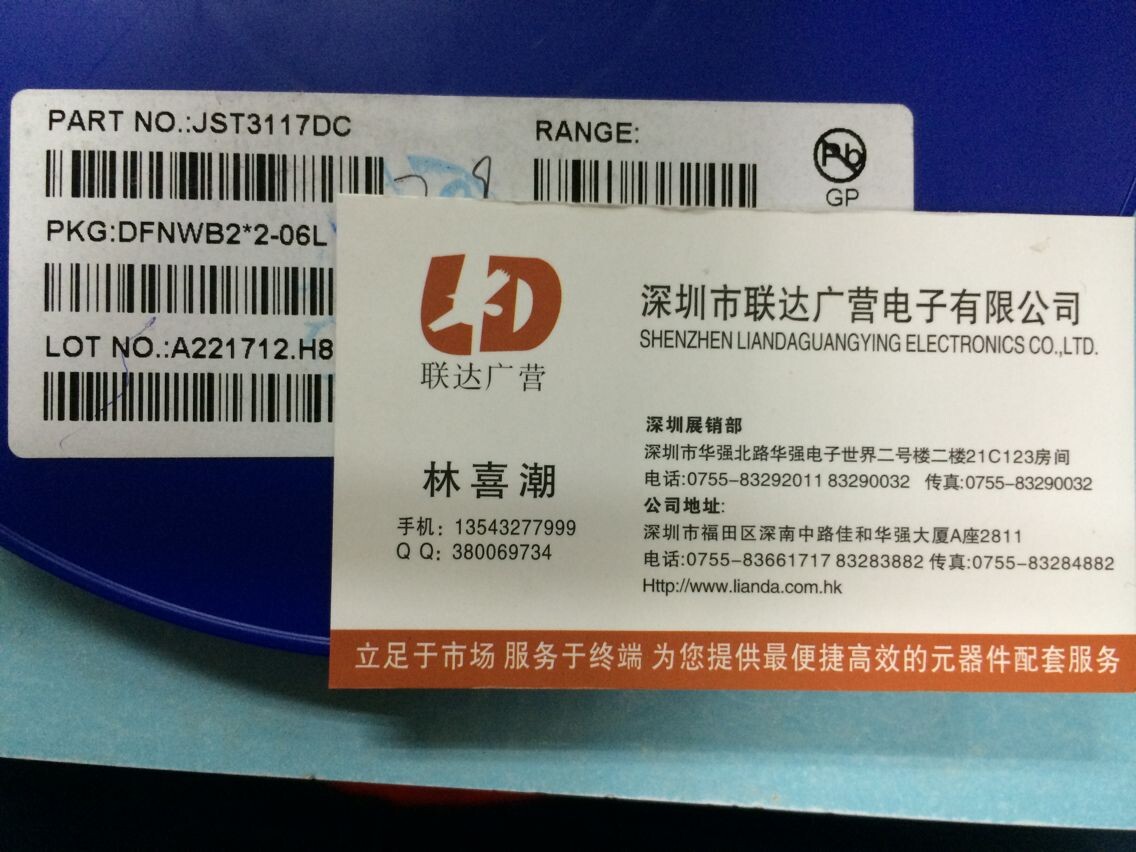 PART NO.:JST3117DC
RANGE:
Pb
GP
PKG:DFNWB2*2-06L
LOT NO.:A221712.H8
LD
联达广营
深圳市联达广营电子有限公司
SHENZHEN LIANDAGUANGYING ELECTRONICS CO.,LTD.
林喜潮
手机：13543277999
Q Q：380069734
深圳展销部
深圳市华强北路华强电子世界二号楼二楼21C123房间
电话:0755-83292011 83290032 传真:0755-83290032
公司地址:
深圳市福田区深南中路佳和华强大厦A座2811
电话:0755-83661717 83283882 传真:0755-83284882
Http://www.lianda.com.hk
立足于市场 服务于终端 为您提供最便捷高效的元器件配套服务